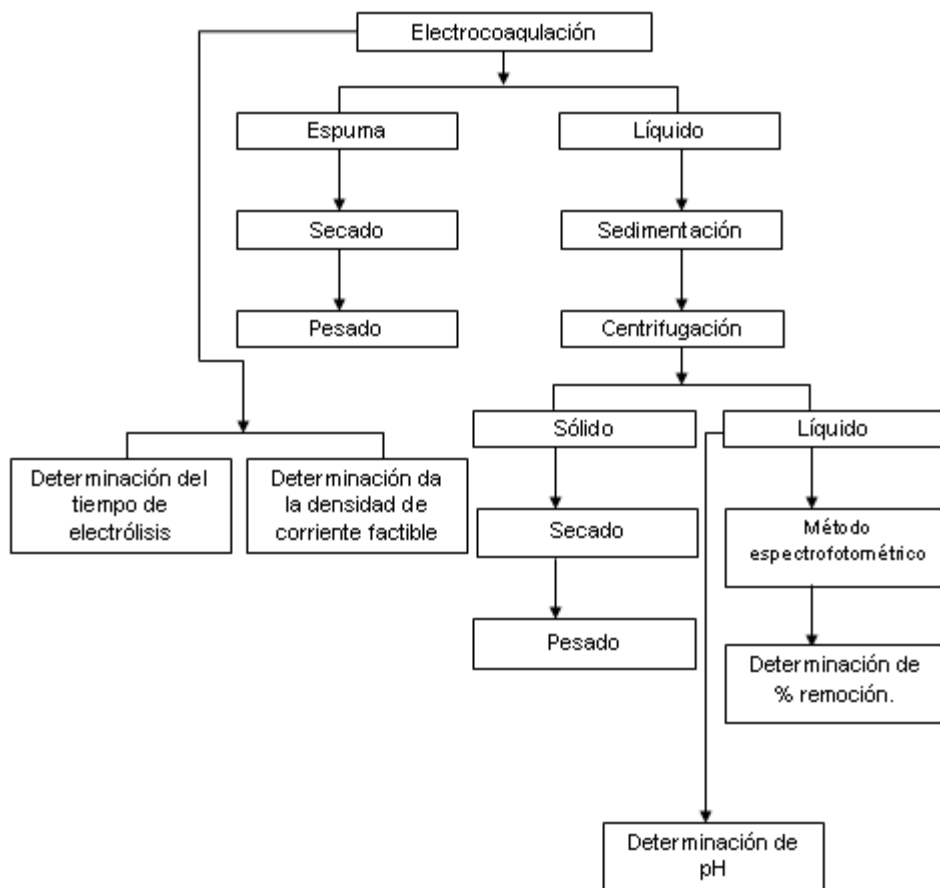 Electrocoaqulación
Espuma
Líquido
Secado
Sedimentación
Pesado
Centrifugación
Sólido
Líquido
Determinación del
tiempo de
electrólisis
Determinación da
la densidad de
corriente factible
Secado
Método
espectrofotométrico
Pesado
Determinación de
% remoción.
Determinación de
pH